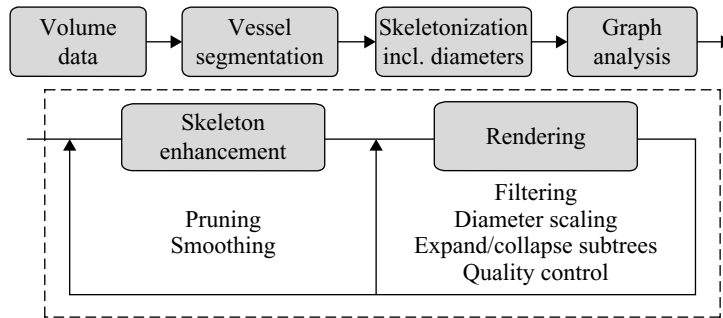 Volume
data
Vessel
segmentation
Skeletonization
incl. diameters
Graph
analysis
Skeleton
enhancement
Rendering
Pruning
Smoothing
Filtering
Diameter scaling
Expand/collapse subtrees
Quality control